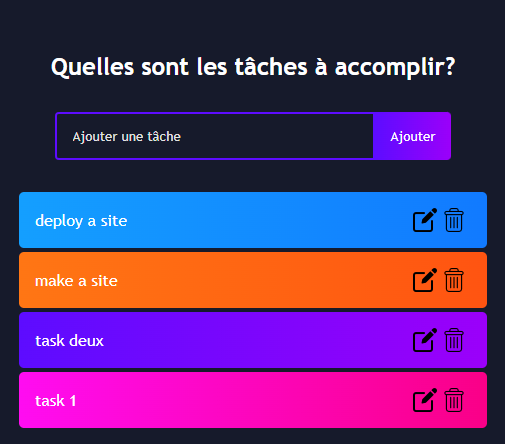 Quelles sont les tâches à accomplir?
Ajouter une tâche
Ajouter
deploy a site
make a site
task deux
task 1